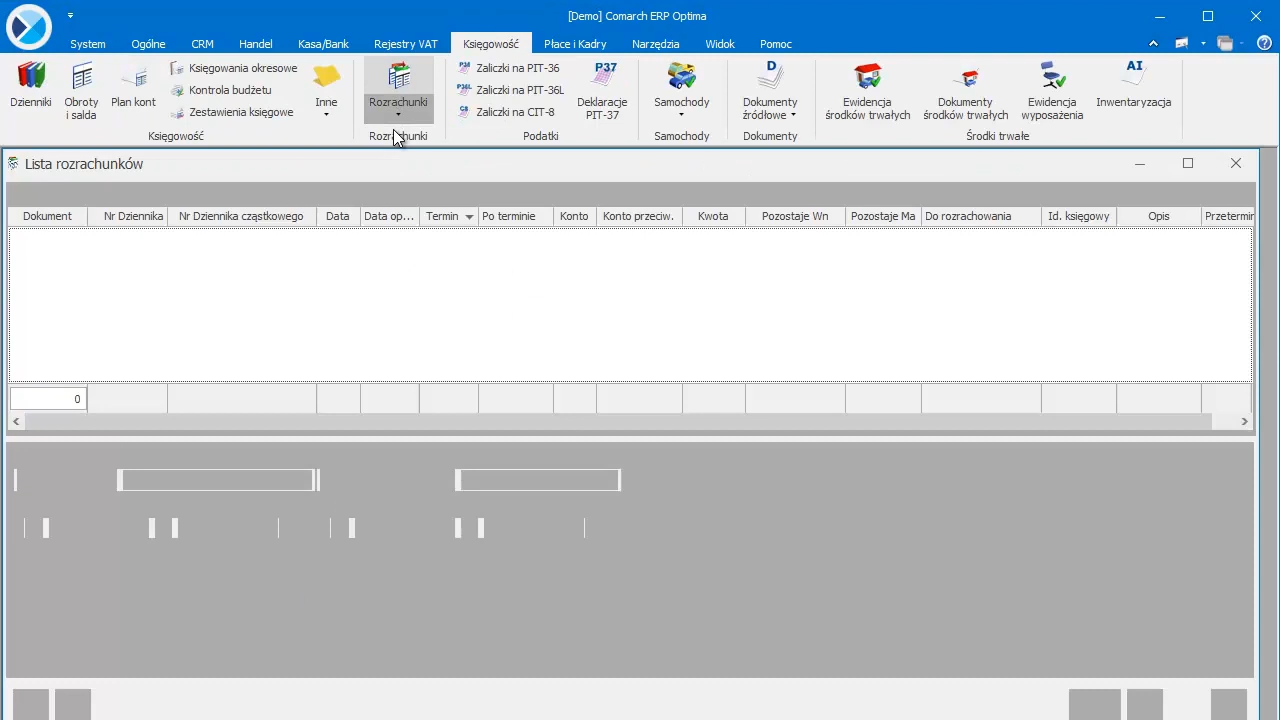 [Demo] Comarch ERP Optima
System Ogólne CRM Handel Kasa/Bank Rejestry VAT Księgowość Płace i Kadry Narzędzia Widok Pomoc
Dzienniki
Obroty
i salda
Plan kont
Księgowania okresowe
Kontrola budżetu
Zestawienia księgowe
Inne
Księgowość
Rozrachunki
Rozrachunki
Zaliczki na PIT-36
Zaliczki na PIT-36L
Zaliczki na CIT-8
P37
Deklaracje
PIT-37
Podatki
Samochody
Samochody
D
Dokumenty
źródłowe
Dokumenty
Ewidencja
środków trwałych
Dokumenty
środków trwałych
Ewidencja
wyposażenia
AI
Inwentaryzacja
Środki trwałe
Lista rozrachunków
Dokument Nr Dziennika Nr Dziennika cząstkowego Data Data op... Termin Po terminie Konto Konto przeciw. Kwota Pozostaje Wn Pozostaje Ma Do rozrachowania Id. księgowy Opis Przetermin
0